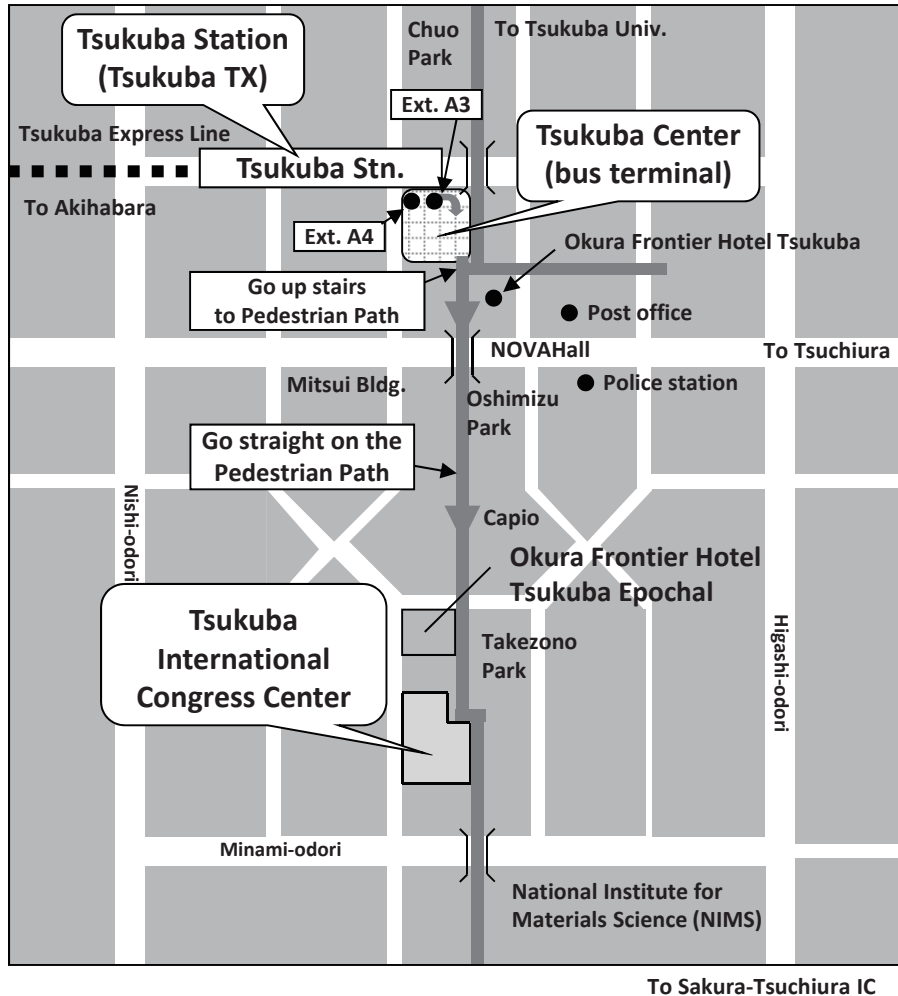 Chuo
Park
To Tsukuba Univ.
Tsukuba Station
(Tsukuba TX)
Ext. A3
Tsukuba Express Line
Tsukuba Stn.
Tsukuba Center
(bus terminal)
To Akihabara
Ext. A4
Okura Frontier Hotel Tsukuba
Go up stairs
to Pedestrian Path
Post office
NOVAHall
To Tsuchiura
Mitsui Bldg.
Police station
Oshimizu
Park
Go straight on the
Pedestrian Path
Nishi-odori
Capio
Okura Frontier Hotel
Tsukuba Epochal
Tsukuba
International
Congress Center
Takezono
Park
Higashi-odori
Minami-odori
National Institute for
Materials Science (NIMS)
To Sakura-Tsuchiura IC